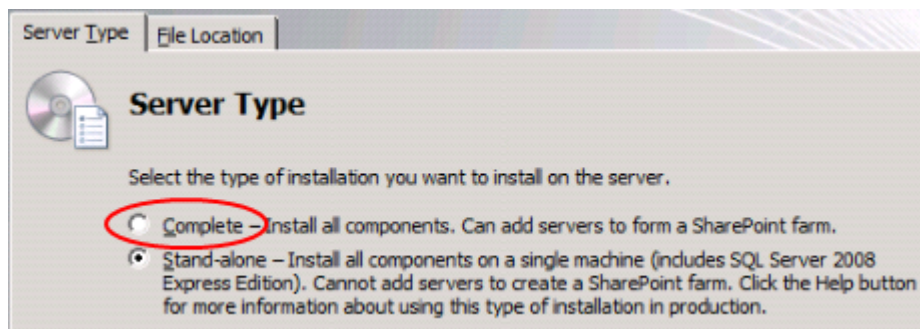 Server Type File Location
Server Type
Select the type of installation you want to install on the server.
Complete – Install all components. Can add servers to form a SharePoint farm.
Stand-alone – Install all components on a single machine (includes SQL Server 2008
Express Edition). Cannot add servers to create a SharePoint farm. Click the Help button
for more information about using this type of installation in production.